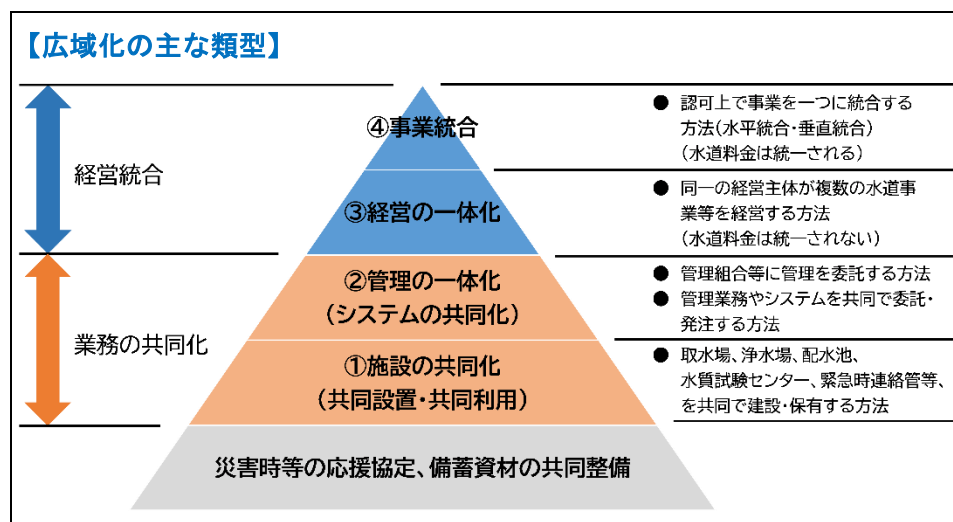 【広域化の主な類型】
経営統合
業務の共同化
④事業統合
③経営の一体化
②管理の一体化
（システムの共同化）
①施設の共同化
（共同設置・共同利用）
災害時等の応援協定、備蓄資材の共同整備
● 認可上で事業を一つに統合する
方法（水平統合・垂直統合）
（水道料金は統一される）
● 同一の経営主体が複数の水道事
業等を経営する方法
（水道料金は統一されない）
● 管理組合等に管理を委託する方法
● 管理業務やシステムを共同で委託・
発注する方法
● 取水場、浄水場、配水池、
水質試験センター、緊急時連絡管等、
を共同で建設・保有する方法